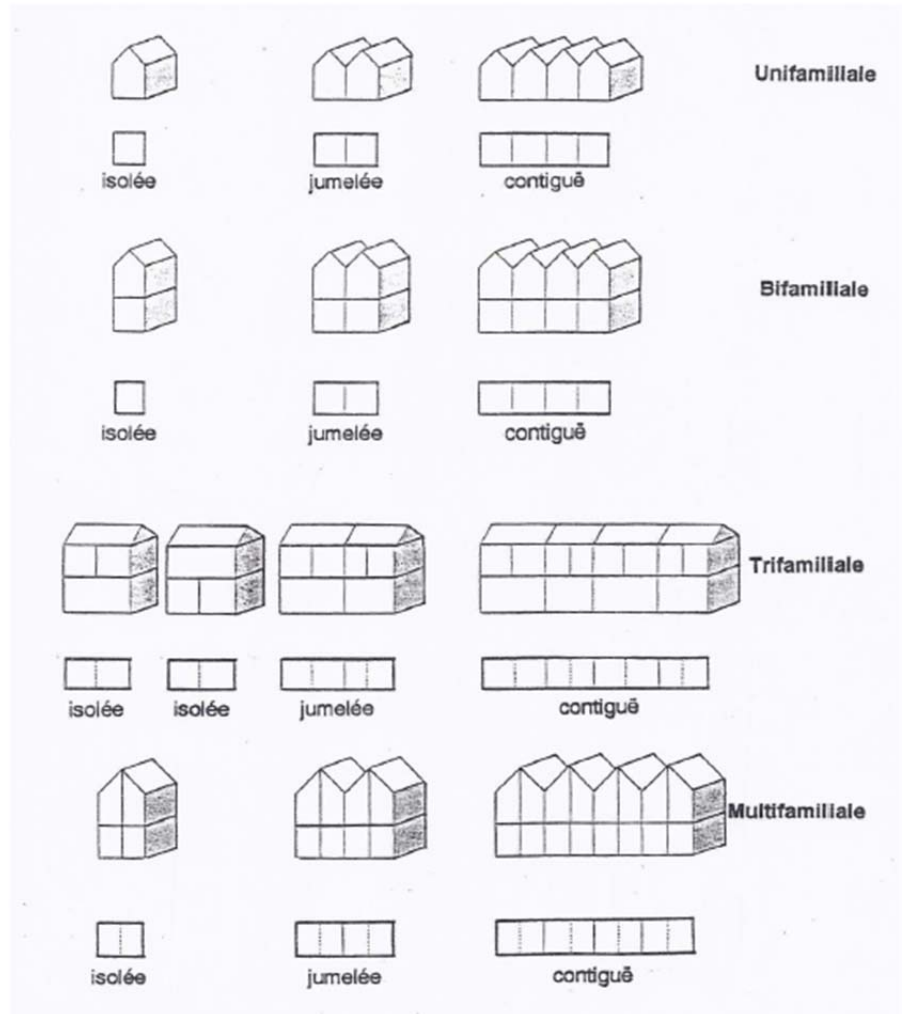 Unifamiliale
isolée jumelée contiguë
Bifamiliale
isolée jumelée contiguë
Trifamiliale
isolée isolée jumelée contiguë
Multifamiliale
isolée jumelée contiguë